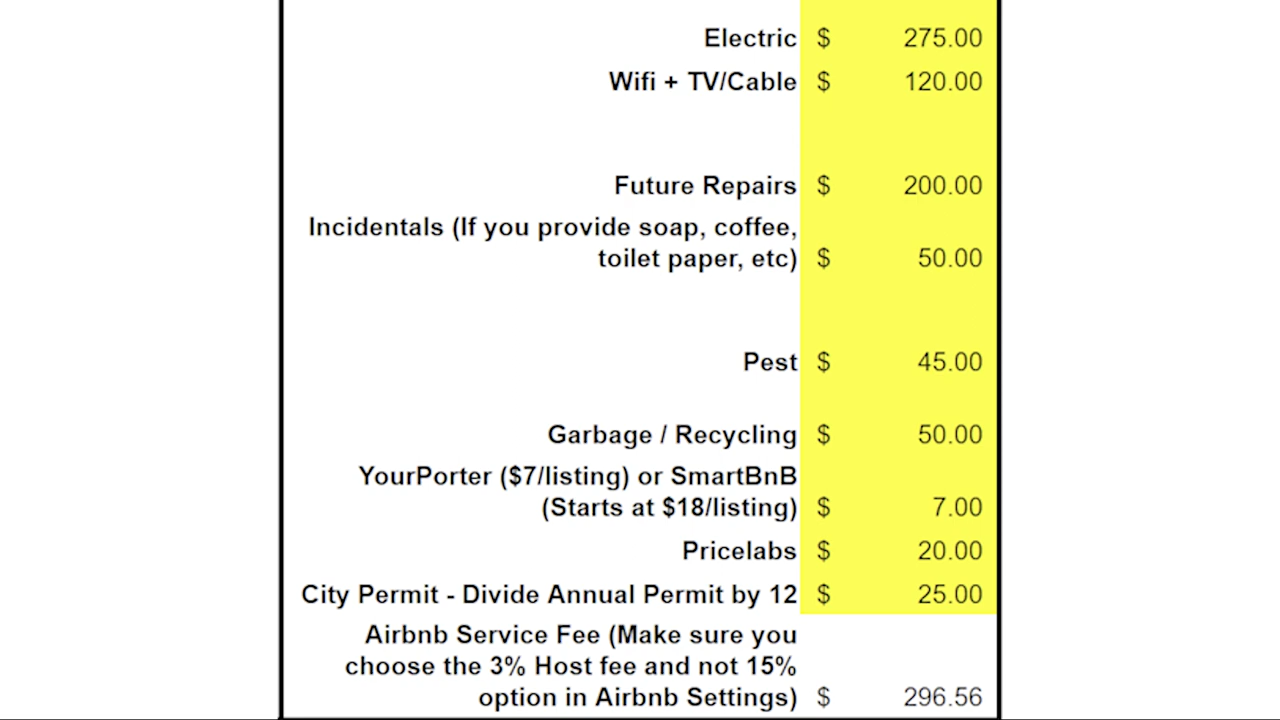 Electric $ 275.00
Wifi + TV/Cable $ 120.00
Future Repairs $ 200.00
Incidentals (If you provide soap, coffee,
toilet paper, etc) $ 50.00
Pest $ 45.00
Garbage / Recycling $ 50.00
YourPorter ($7/listing) or SmartBnB
(Starts at $18/listing) $ 7.00
Pricelabs $ 20.00
City Permit - Divide Annual Permit by 12 $ 25.00
Airbnb Service Fee (Make sure you
choose the 3% Host fee and not 15%
option in Airbnb Settings) $ 296.56